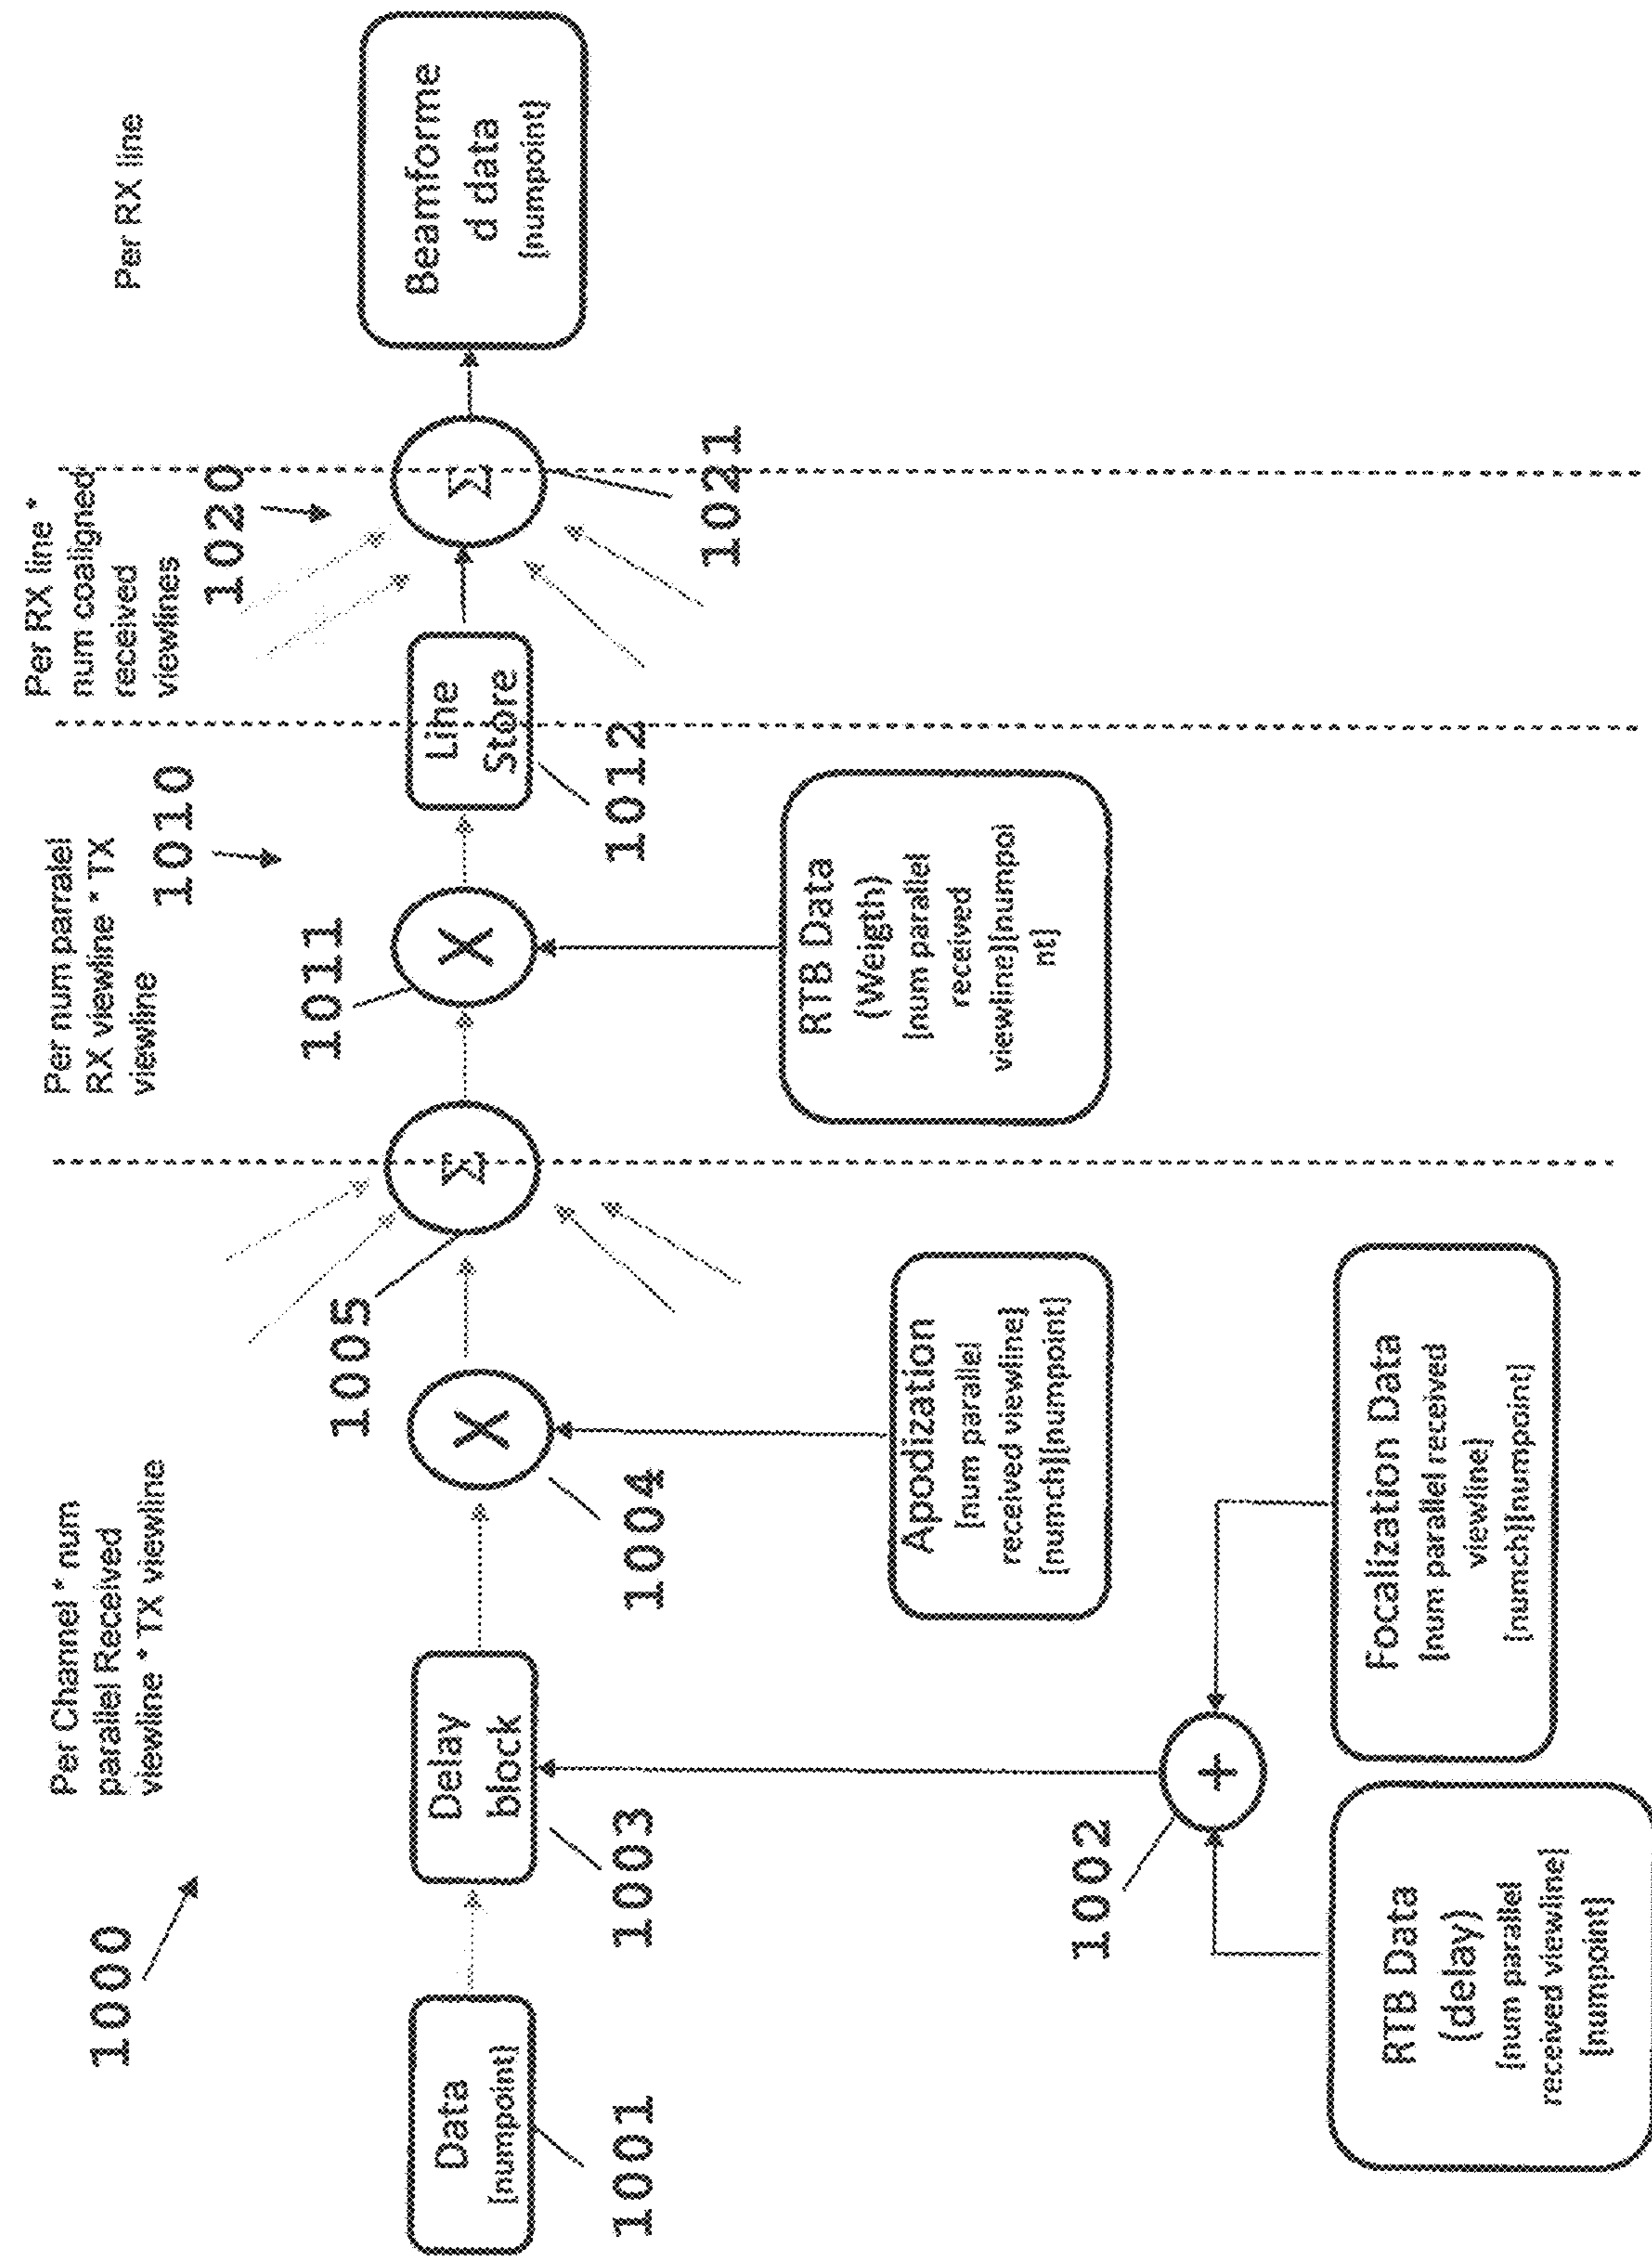 Per Channel * num
parallel Received
viewline * TX viewline
Per num parralel
RX viewline * TX
viewline
Per RX line *
num coaligned
received
viewlines
Per RX line
1000
1010
1020
Data
[numpoint]
1001
Delay
block
1003
X
1004
Σ
1005
X
1011
Line
Store
1012
Σ
1021
Beamforme
d data
[numpoint]
Apodization
[num parallel
received viewline]
[numch][numpoint]
RTB Data
(Weigth)
[num parallel
received
viewline][numpoi
nt]
1002
+
RTB Data
(delay)
[num parallel
received viewline]
[numpoint]
Focalization Data
[num parallel received
viewline]
[numch][numpoint]